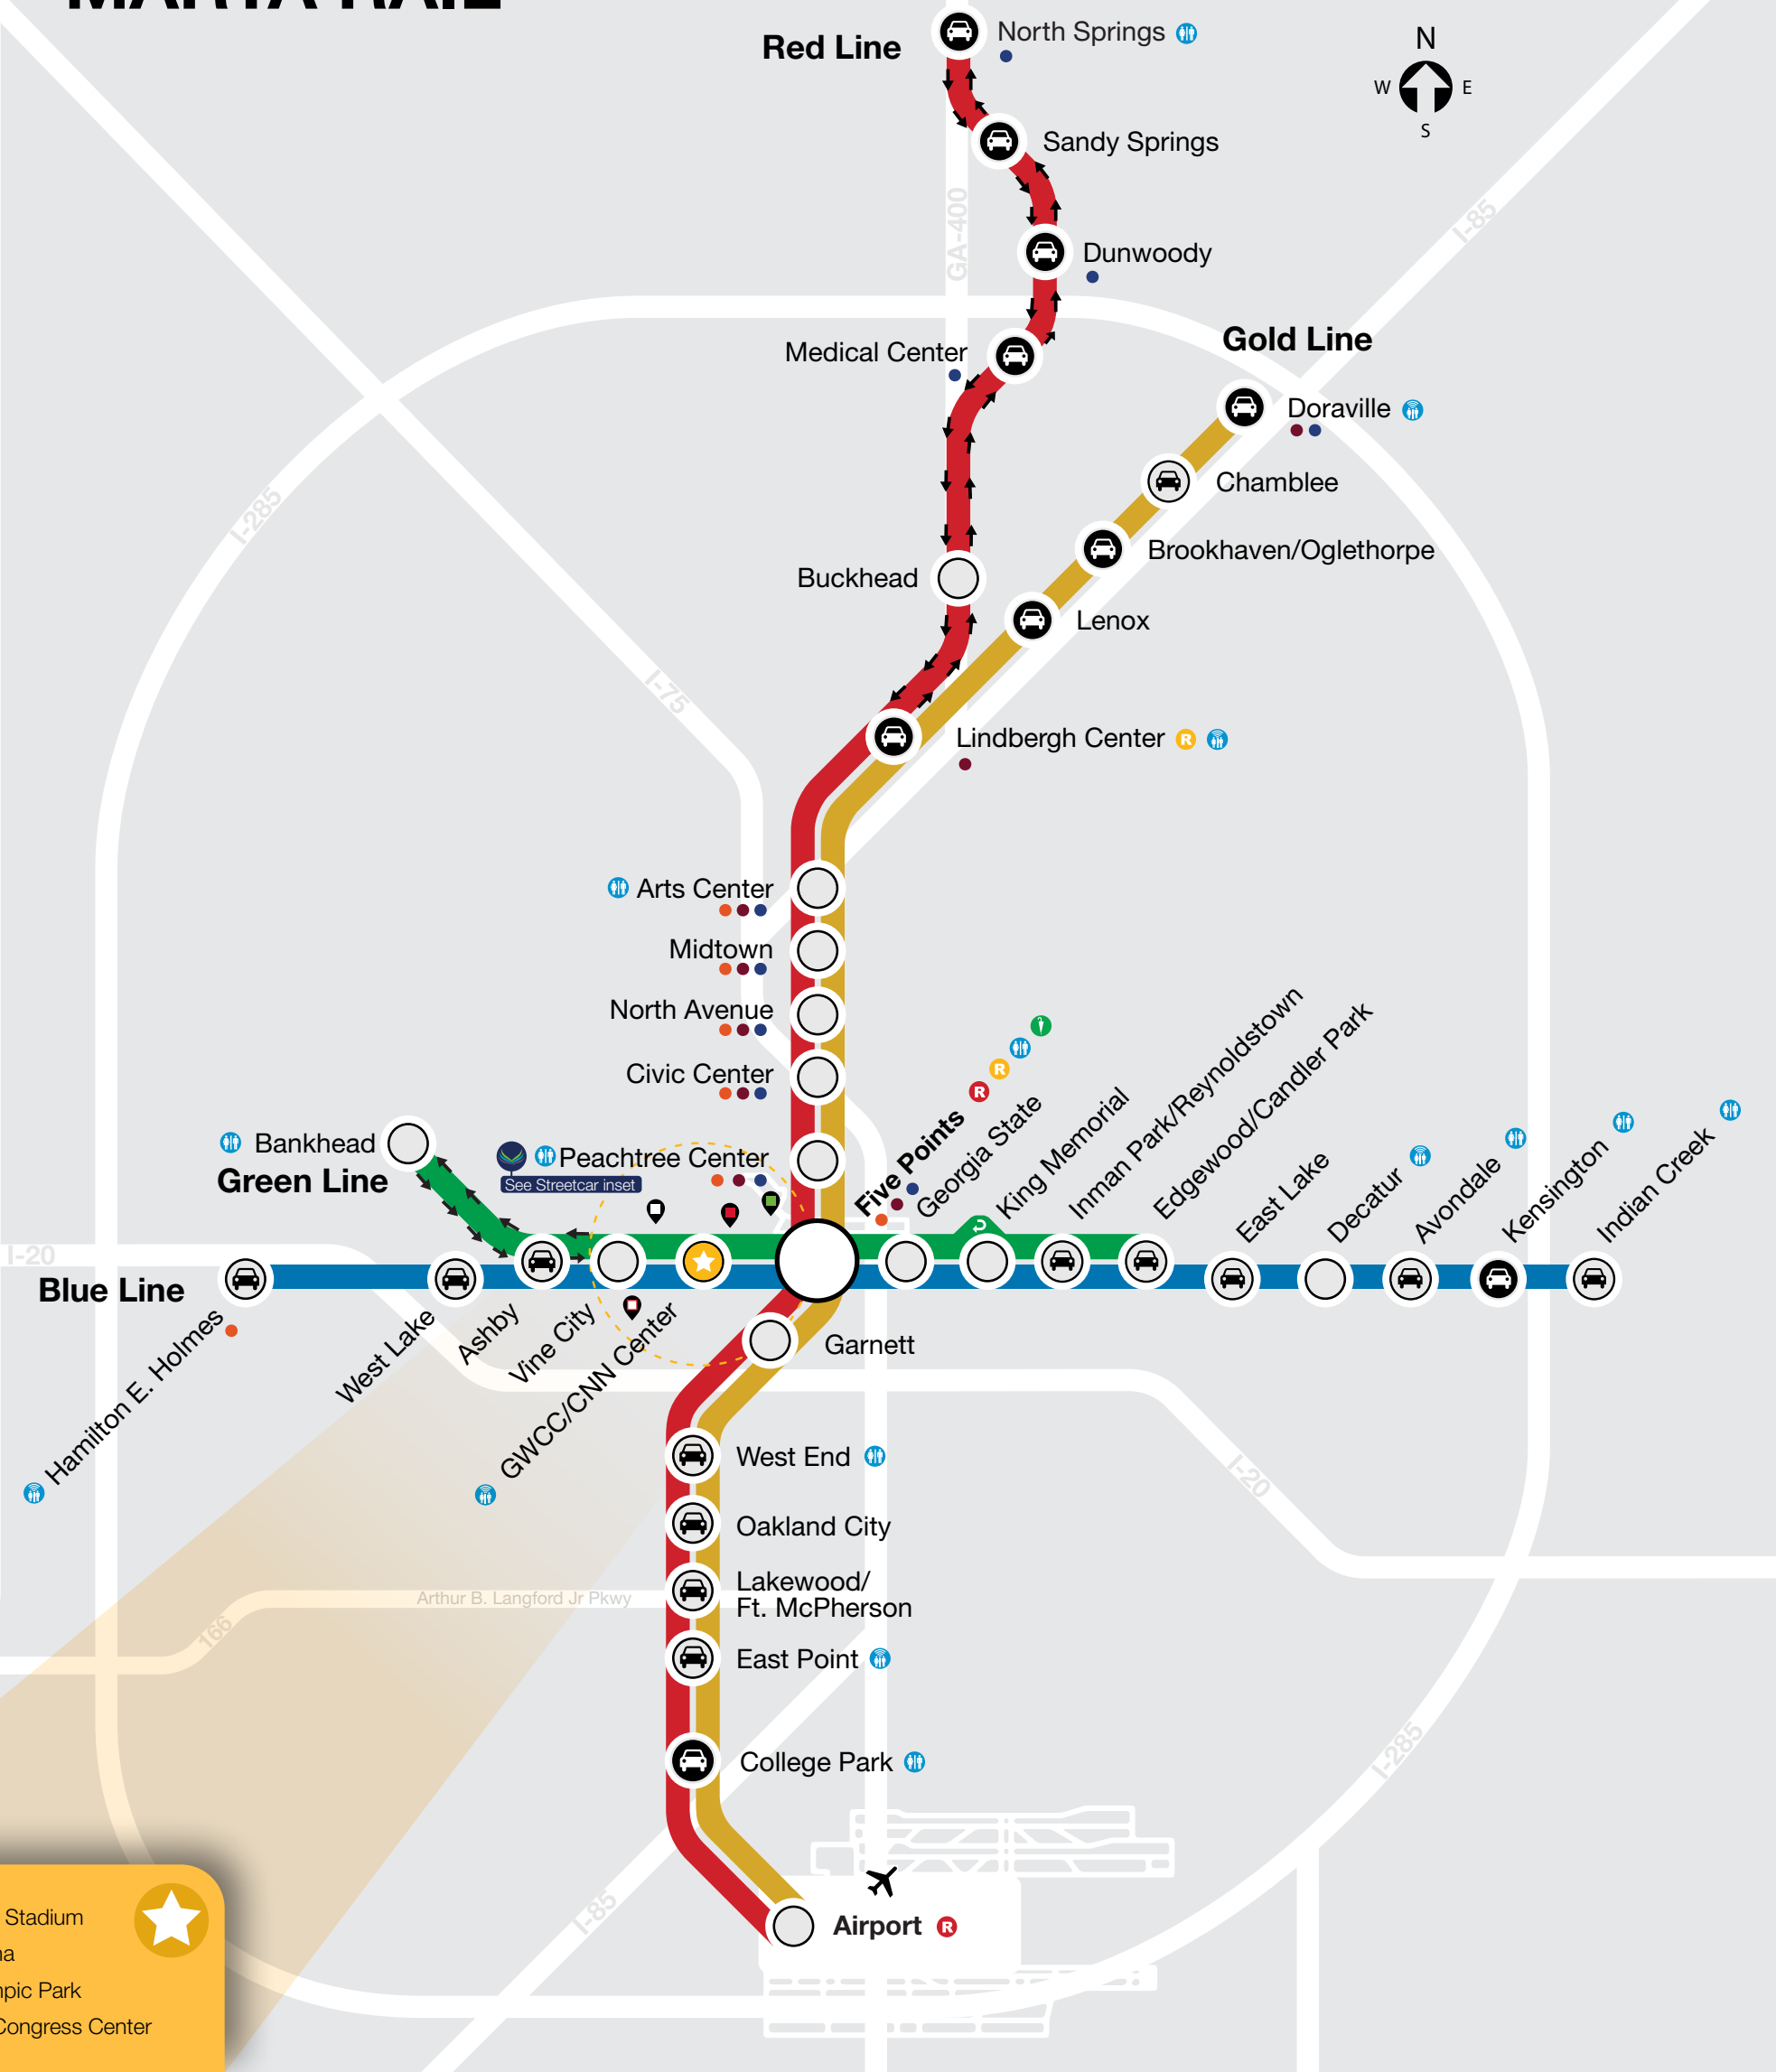 MARTA RAIL
Red Line
North Springs
N
W
E
S
Sandy Springs
GA-400
I-85
Dunwoody
Medical Center
Gold Line
Doraville
Chamblee
I-285
Brookhaven/Oglethorpe
Buckhead
Lenox
I-75
Lindbergh Center
R
Arts Center
Midtown
North Avenue
Civic Center
R
R
Bankhead
Green Line
Peachtree Center
See Streetcar inset
Five Points
Georgia State
King Memorial
Inman Park/Reynoldstown
Edgewood/Candler Park
East Lake
Decatur
Avondale
Kensington
Indian Creek
I-20
Blue Line
Hamilton E. Holmes
West Lake
Ashby
Vine City
GWCC/CNN Center
Garnett
West End
I-20
Oakland City
Lakewood/
Ft. McPherson
Arthur B. Langford Jr Pkwy
166
East Point
College Park
I-285
I-85
Airport
R
Stadium
na
mpic Park
Congress Center